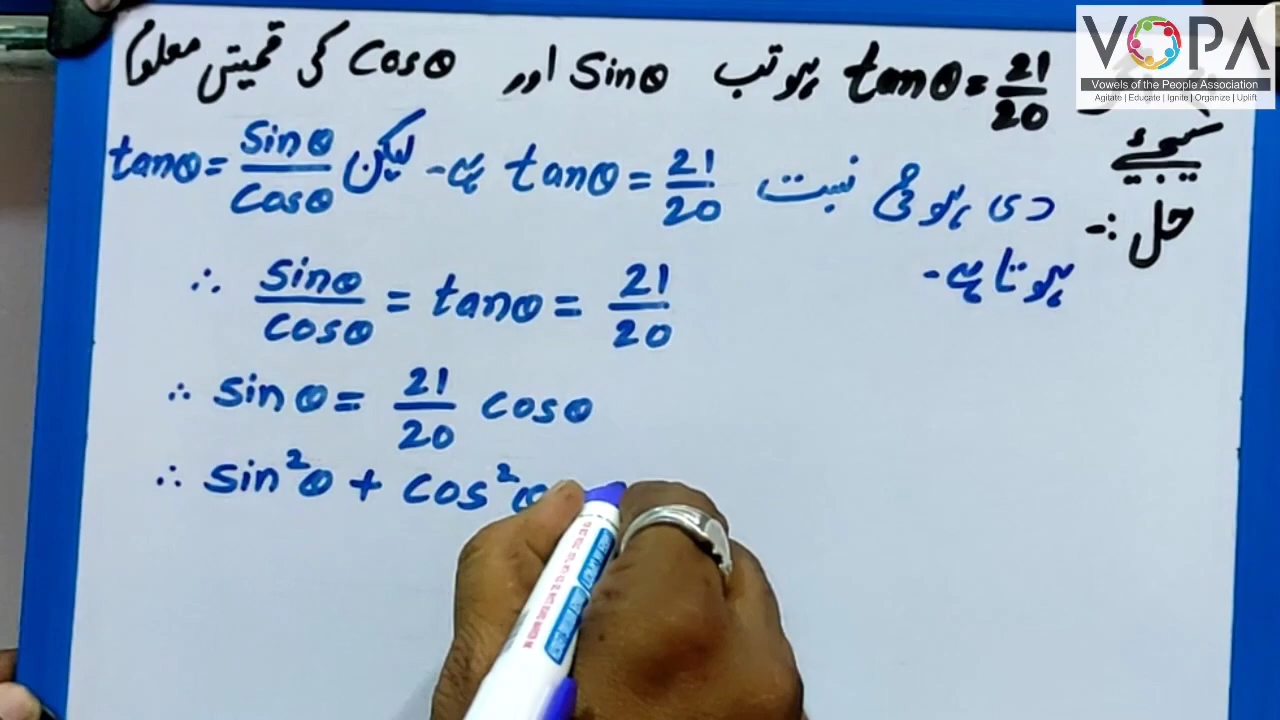 VOPA
Vowels of the People Association
Agitate | Educate | Ignite | Organize | Uplift
tanθ = 21/20 ہو تب sinθ اور cosθ کی قیمتیں معلوم
کیجئے
حل :-
دی ہوئی نسبت tanθ = 21/20 ہے - لیکن tanθ = sinθ/cosθ
ہوتا ہے -
∴ sinθ/cosθ = tanθ = 21/20
∴ sinθ = 21/20 cosθ
∴ sin²θ + cos²θ